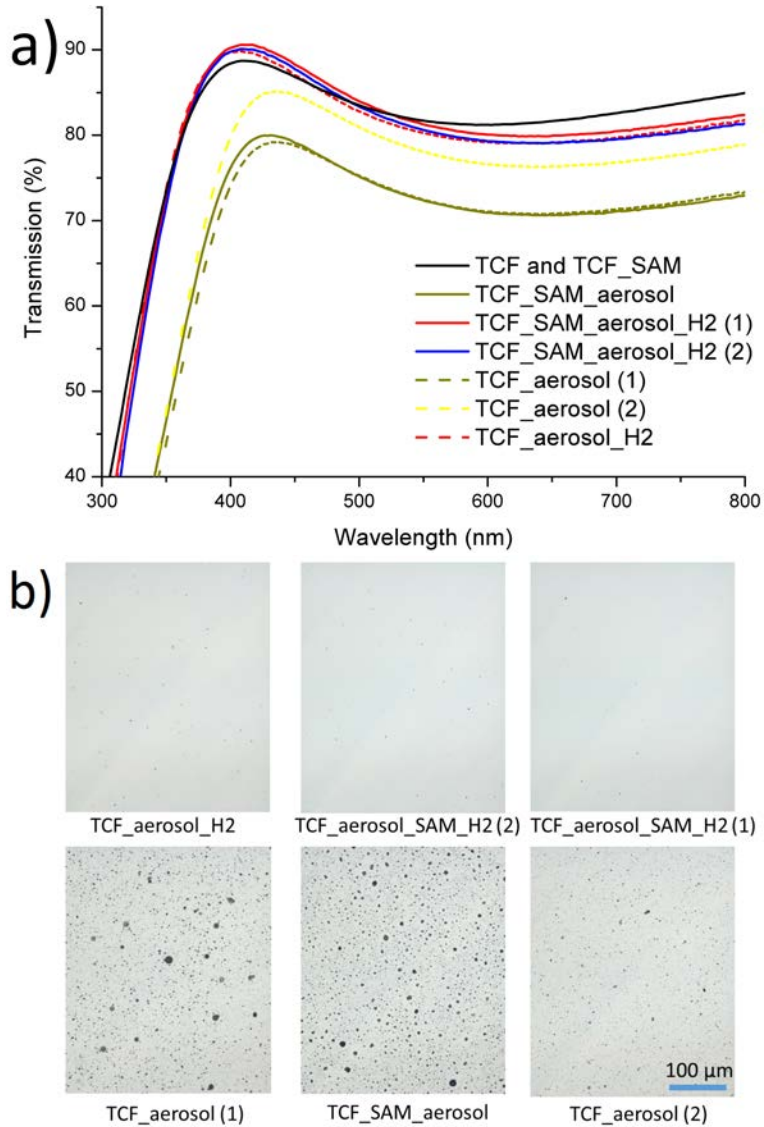 a)
90
80
70
60
50
40
Transmission (%)
TCF and TCF_SAM
TCF_SAM_aerosol
TCF_SAM_aerosol_H2 (1)
TCF_SAM_aerosol_H2 (2)
TCF_aerosol (1)
TCF_aerosol (2)
TCF_aerosol_H2
300 400 500 600 700 800
Wavelength (nm)
b)
TCF_aerosol_H2 TCF_aerosol_SAM_H2 (2) TCF_aerosol_SAM_H2 (1)
100 µm
TCF_aerosol (1) TCF_SAM_aerosol TCF_aerosol (2)